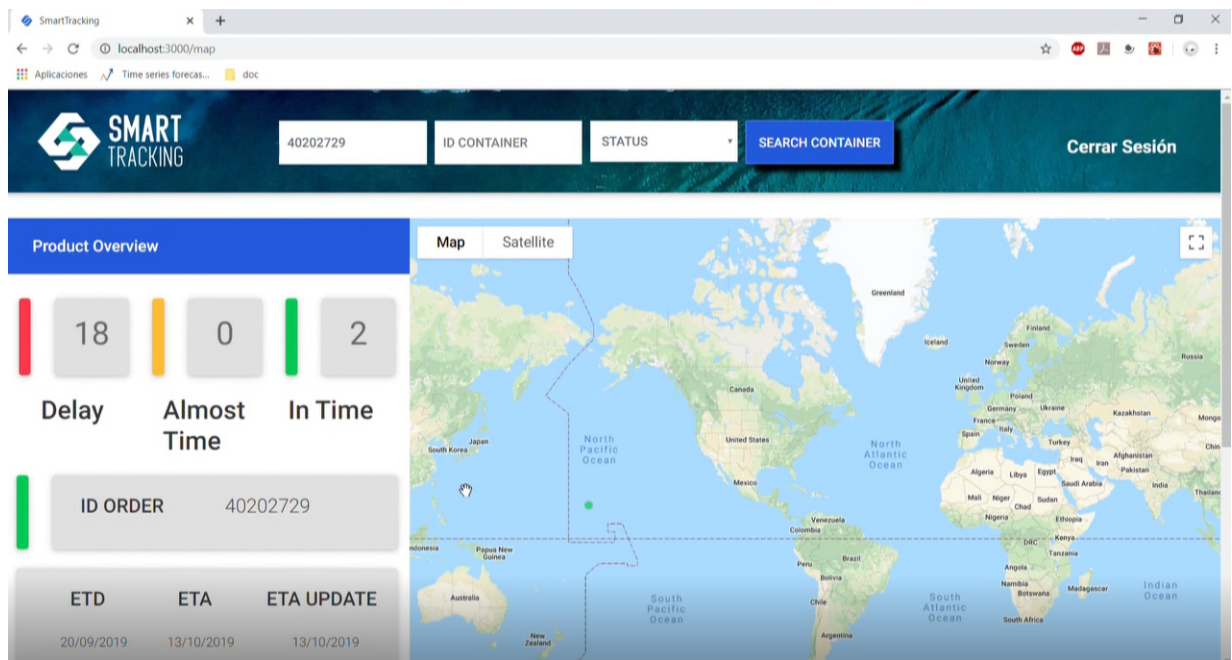 SmartTracking
localhost:3000/map
ABP
Aplicaciones
Time series forecas...
doc
SMART
TRACKING
40202729
ID CONTAINER
STATUS
SEARCH CONTAINER
Cerrar Sesión
Product Overview
18
0
2
Delay
Almost
Time
In Time
ID ORDER 40202729
ETD ETA ETA UPDATE
20/09/2019 13/10/2019 13/10/2019
Map Satellite
Greenland
Iceland
Finland
Sweden
Norway
Russia
United
Kingdom
Canada
Poland
Germany
Ukraine
Kazakhstan
Mongo
France
Italy
Spain
Turkey
Japan
South Korea
North
Pacific
Ocean
United States
North
Atlantic
Ocean
Iraq
Iran
Afghanistan
Pakistan
Chin
Algeria
Libya
Egypt
Saudi Arabia
India
Thailand
Mexico
Mali
Niger
Chad
Sudan
Nigeria
Ethiopia
Venezuela
Colombia
DRC
Kenya
Tanzania
ndonesia
Papua New
Guinea
Peru
Brazil
Bolivia
Angola
Namibia
Botswana
Madagascar
Indian
Ocean
Australia
South
Pacific
Ocean
Chile
South
Atlantic
Ocean
South Africa
New
Zealand
Argentina